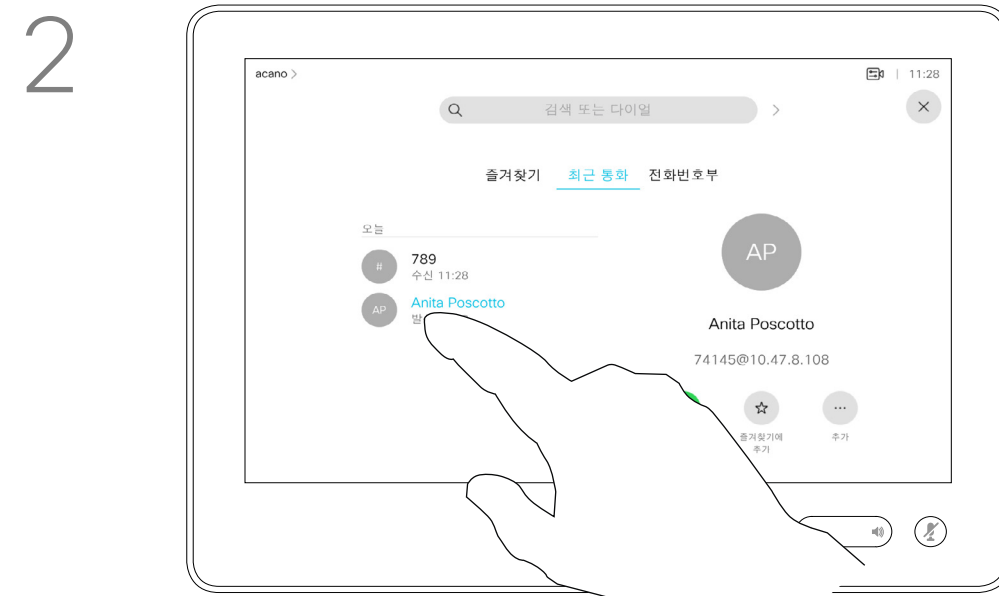 2
acano >
11:28
검색 또는 다이얼
즐겨찾기 최근 통화 전화번호부
오늘
#
789
수신 11:28
AP
Anita Poscotto
발
AP
Anita Poscotto
74145@10.47.8.108
즐겨찾기에
추기
추가